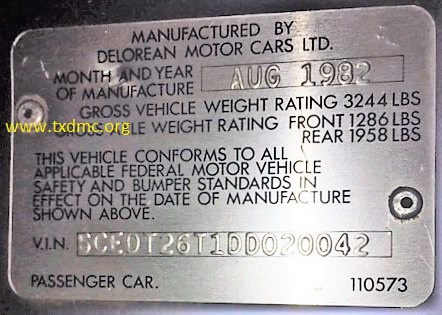 MANUFACTURED BY
DELOREAN MOTOR CARS LTD.
MONTH AND YEAR
OF MANUFACTURE AUG 1982
GROSS VEHICLE WEIGHT RATING 3244 LBS
www.txdmc.org
VEHICLE WEIGHT RATING FRONT 1286 LBS
REAR 1958 LBS
THIS VEHICLE CONFORMS TO ALL
APPLICABLE FEDERAL MOTOR VEHICLE
SAFETY AND BUMPER STANDARDS IN
EFFECT ON THE DATE OF MANUFACTURE
SHOWN ABOVE.
V.I.N. SCEDT26T1DD020042
PASSENGER CAR. 110573